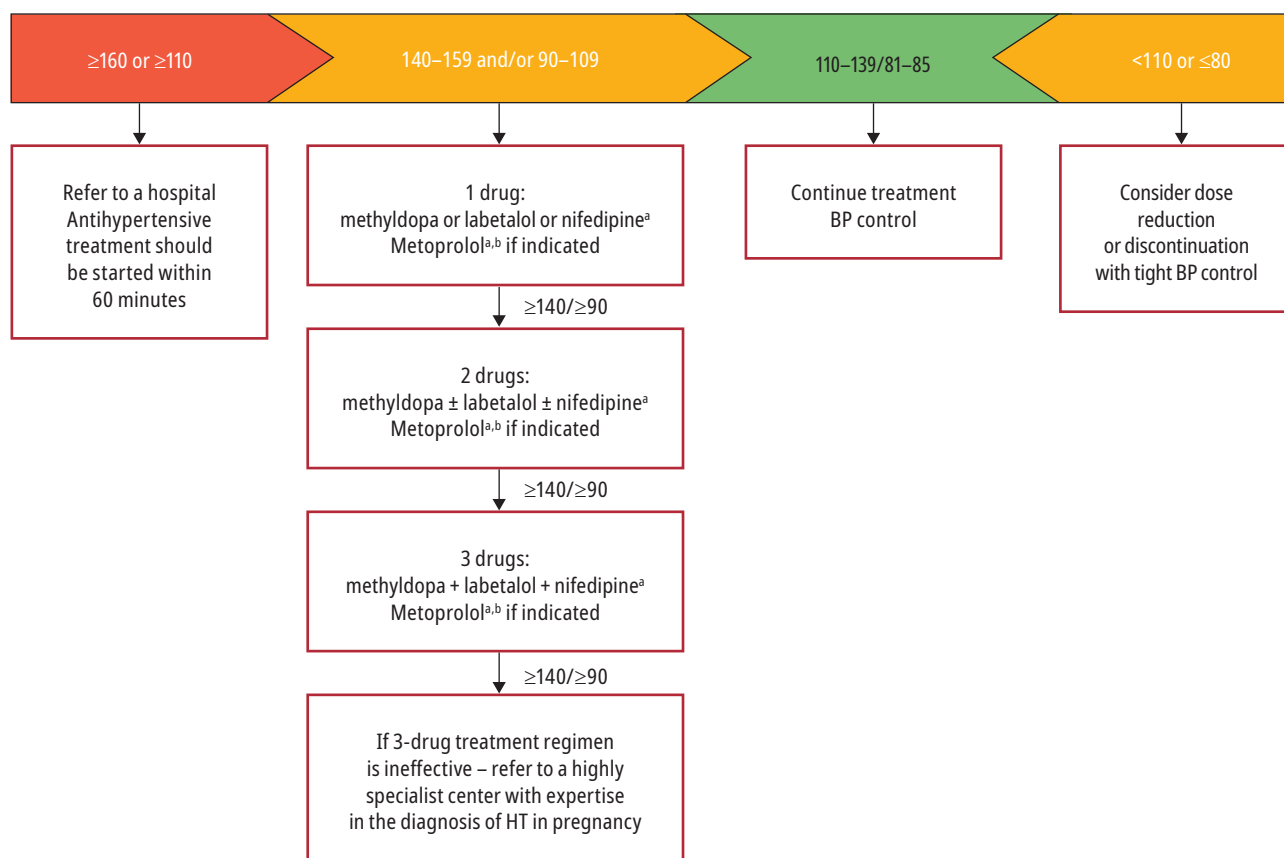 ≥160 or ≥110
140–159 and/or 90–109
110–139/81–85
<110 or ≤80
Refer to a hospital
Antihypertensive
treatment should
be started within
60 minutes
1 drug:
methyldopa or labetalol or nifedipineᵃ
Metoprololᵃ,ᵇ if indicated
≥140/≥90
2 drugs:
methyldopa ± labetalol ± nifedipineᵃ
Metoprololᵃ,ᵇ if indicated
≥140/≥90
3 drugs:
methyldopa + labetalol + nifedipineᵃ
Metoprololᵃ,ᵇ if indicated
≥140/≥90
If 3-drug treatment regimen
is ineffective – refer to a highly
specialist center with expertise
in the diagnosis of HT in pregnancy
Continue treatment
BP control
Consider dose
reduction
or discontinuation
with tight BP control